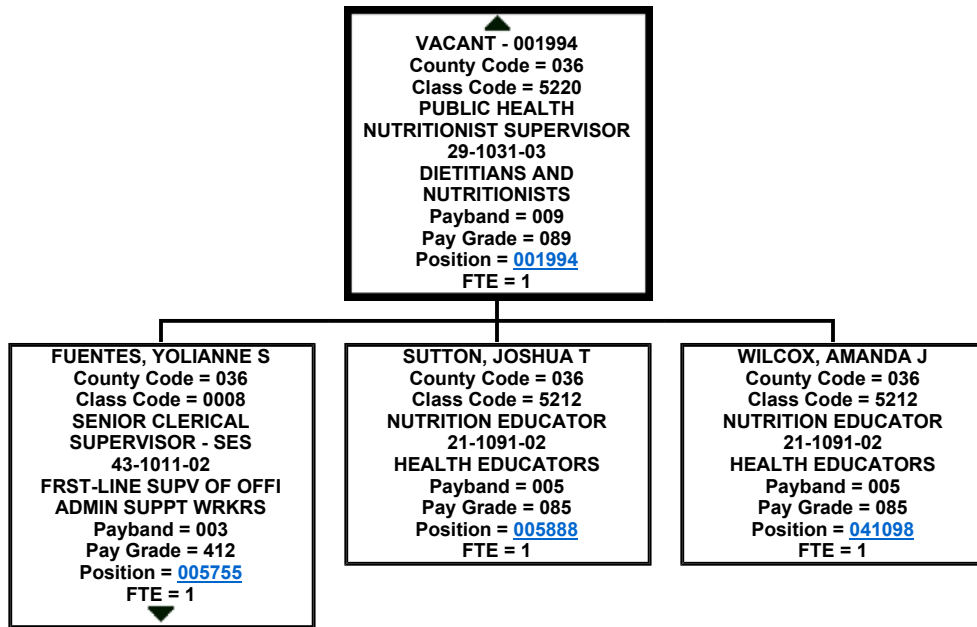 VACANT - 001994
County Code = 036
Class Code = 5220
PUBLIC HEALTH
NUTRITIONIST SUPERVISOR
29-1031-03
DIETITIANS AND
NUTRITIONISTS
Payband = 009
Pay Grade = 089
Position = 001994
FTE = 1
FUENTES, YOLIANNE S
County Code = 036
Class Code = 0008
SENIOR CLERICAL
SUPERVISOR - SES
43-1011-02
FRST-LINE SUPV OF OFFI
ADMIN SUPPT WRKRS
Payband = 003
Pay Grade = 412
Position = 005755
FTE = 1
SUTTON, JOSHUA T
County Code = 036
Class Code = 5212
NUTRITION EDUCATOR
21-1091-02
HEALTH EDUCATORS
Payband = 005
Pay Grade = 085
Position = 005888
FTE = 1
WILCOX, AMANDA J
County Code = 036
Class Code = 5212
NUTRITION EDUCATOR
21-1091-02
HEALTH EDUCATORS
Payband = 005
Pay Grade = 085
Position = 041098
FTE = 1